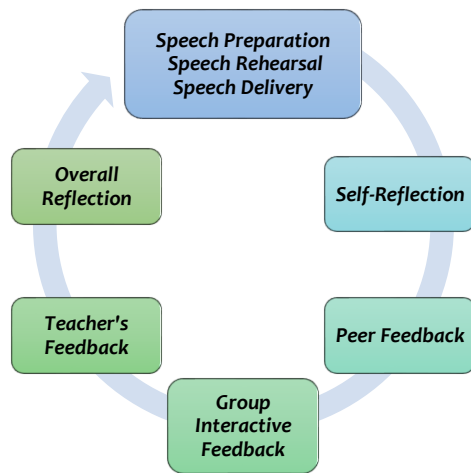 Speech Preparation
Speech Rehearsal
Speech Delivery
Self-Reflection
Peer Feedback
Group
Interactive
Feedback
Teacher's
Feedback
Overall
Reflection